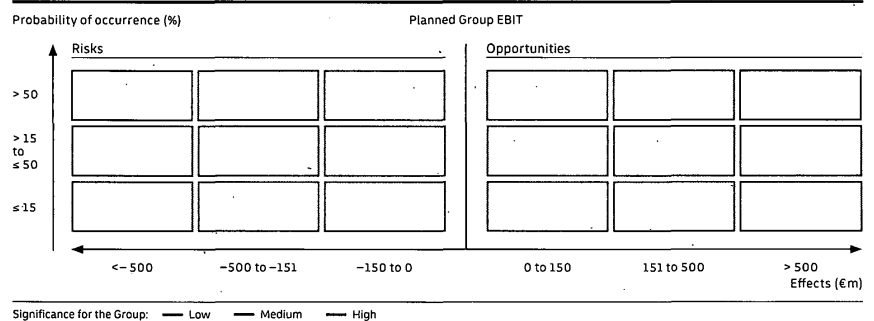 Probability of occurrence (%) Planned Group EBIT
Risks Opportunities
> 50
> 15
to
≤ 50
≤ 15
<– 500 –500 to –151 –150 to 0 0 to 150 151 to 500 > 500
Effects (€m)
Significance for the Group: Low Medium High